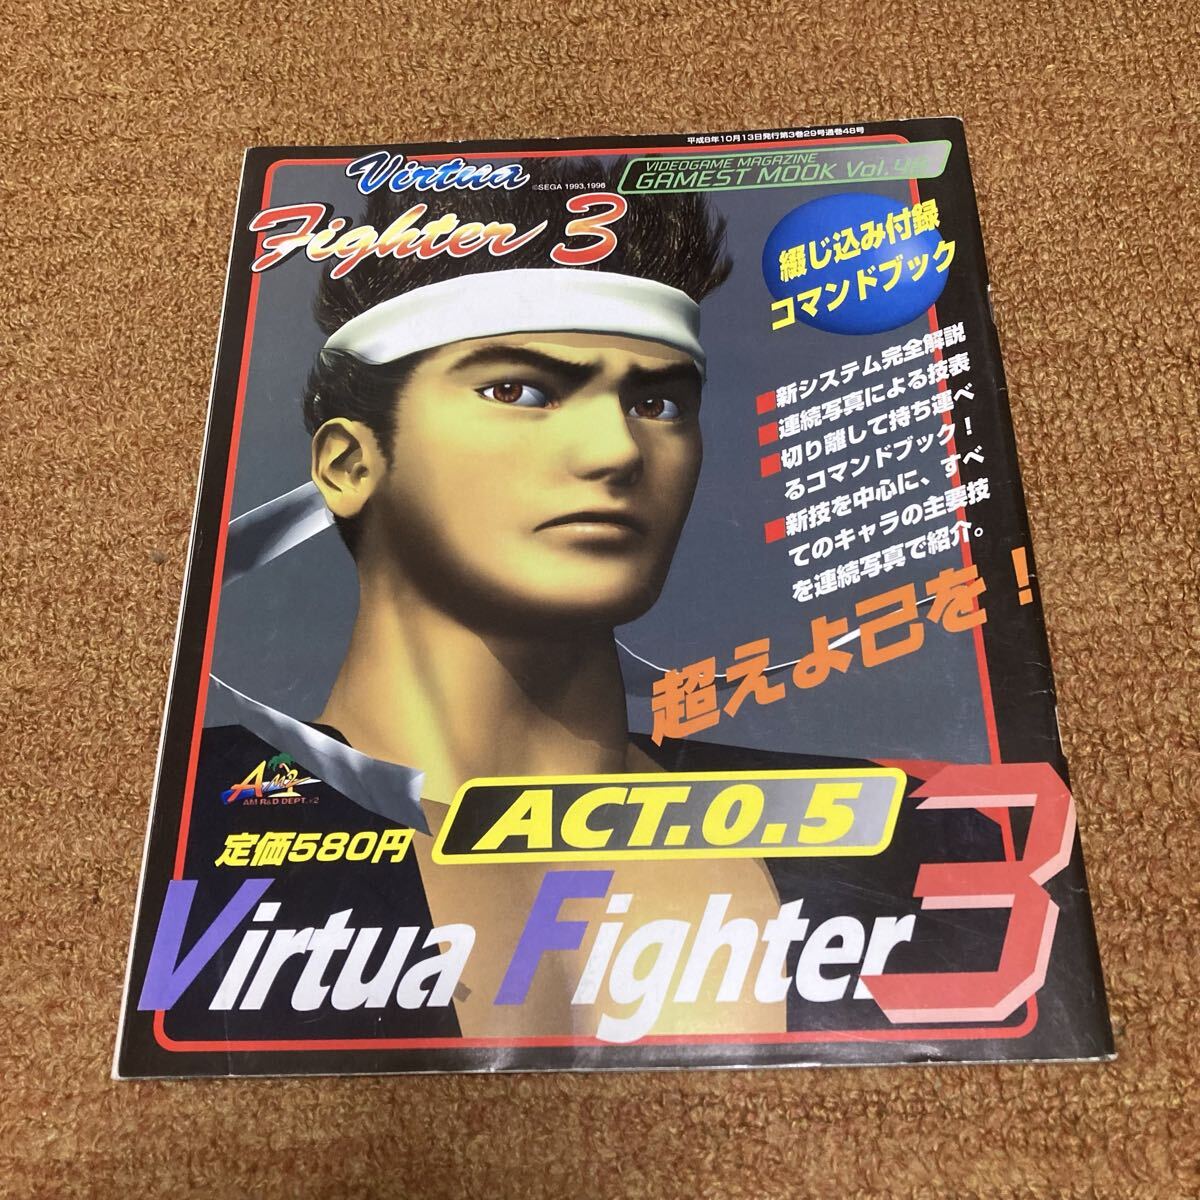 平成8年10月13日発行第3巻29号通巻48号
VIDEOGAME MAGAZINE
GAMEST MOOK Vol.
Virtua
©SEGA 1993,1996
Fighter 3
綴じ込み付録
コマンドブック
■新システム完全解説
■連続写真による技表
■切り離して持ち運べ
るコマンドブック！
■新技を中心に、すべ
てのキャラの主要技
を連続写真で紹介。
超えよ己を！
AM2
AM R&D DEPT.#2
定価580円
ACT.0.5
Virtua Fighter 3